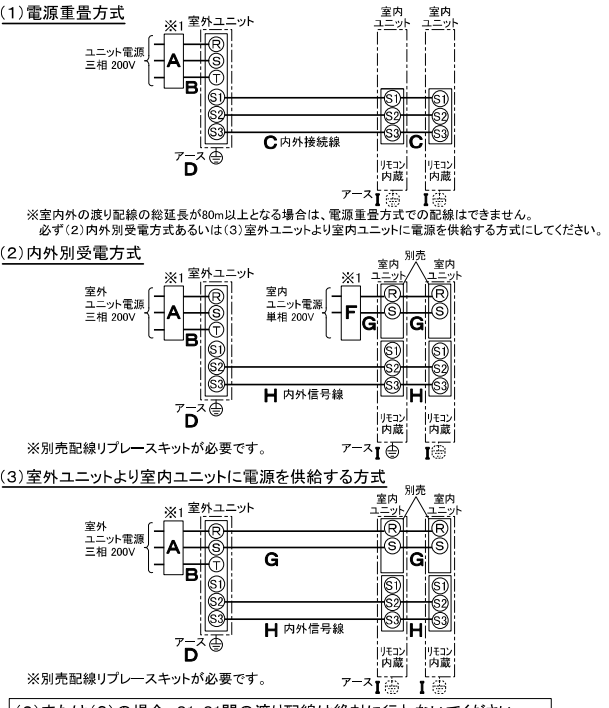 (1)電源重畳方式
※1 室外ユニット
室内
ユニット
室内
ユニット
ユニット電源
三相 200V
A
B
R
S
T
S1
S2
S3
S1
S2
S3
S1
S2
S3
C 内外接続線
C
アース
D
リモコン
内蔵
リモコン
内蔵
アース I
I
※室内外の渡り配線の総延長が80m以上となる場合は、電源重畳方式での配線はできません。
必ず(2)内外別受電方式あるいは(3)室外ユニットより室内ユニットに電源を供給する方式にしてください。
(2)内外別受電方式
※1 室外ユニット
※1
室内
ユニット
別売
室内
ユニット
室外
ユニット電源
三相 200V
A
B
R
S
T
S1
S2
S3
室内
ユニット電源
単相 200V
F
G
G
R
S
R
S
S1
S2
S3
S1
S2
S3
H 内外信号線
H
アース
D
リモコン
内蔵
リモコン
内蔵
※別売配線リプレースキットが必要です。
アース I
I
(3)室外ユニットより室内ユニットに電源を供給する方式
※1 室外ユニット
室内
ユニット
別売
室内
ユニット
室外
ユニット電源
三相 200V
A
B
R
S
T
S1
S2
S3
G
G
R
S
R
S
S1
S2
S3
S1
S2
S3
H 内外信号線
H
アース
D
リモコン
内蔵
リモコン
内蔵
※別売配線リプレースキットが必要です。
アース I
I